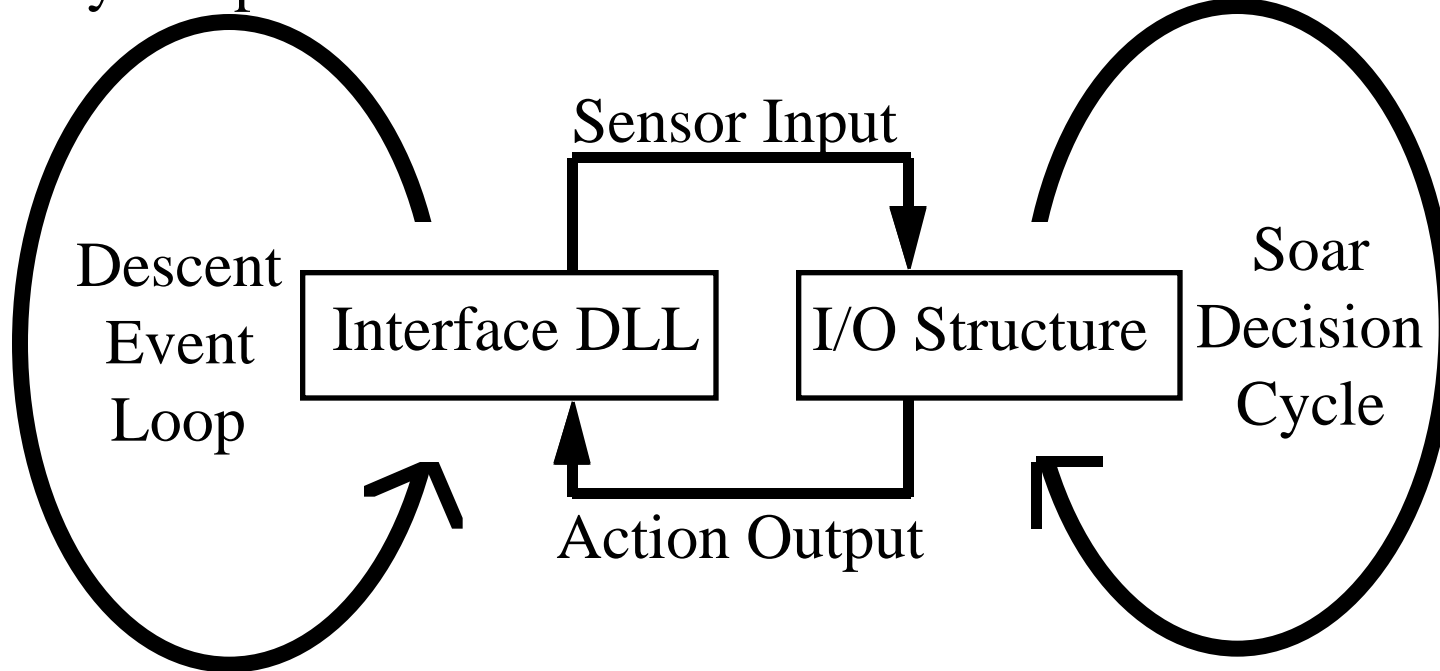 Sensor Input
Descent
Event
Loop
Interface DLL
I/O Structure
Soar
Decision
Cycle
Action Output